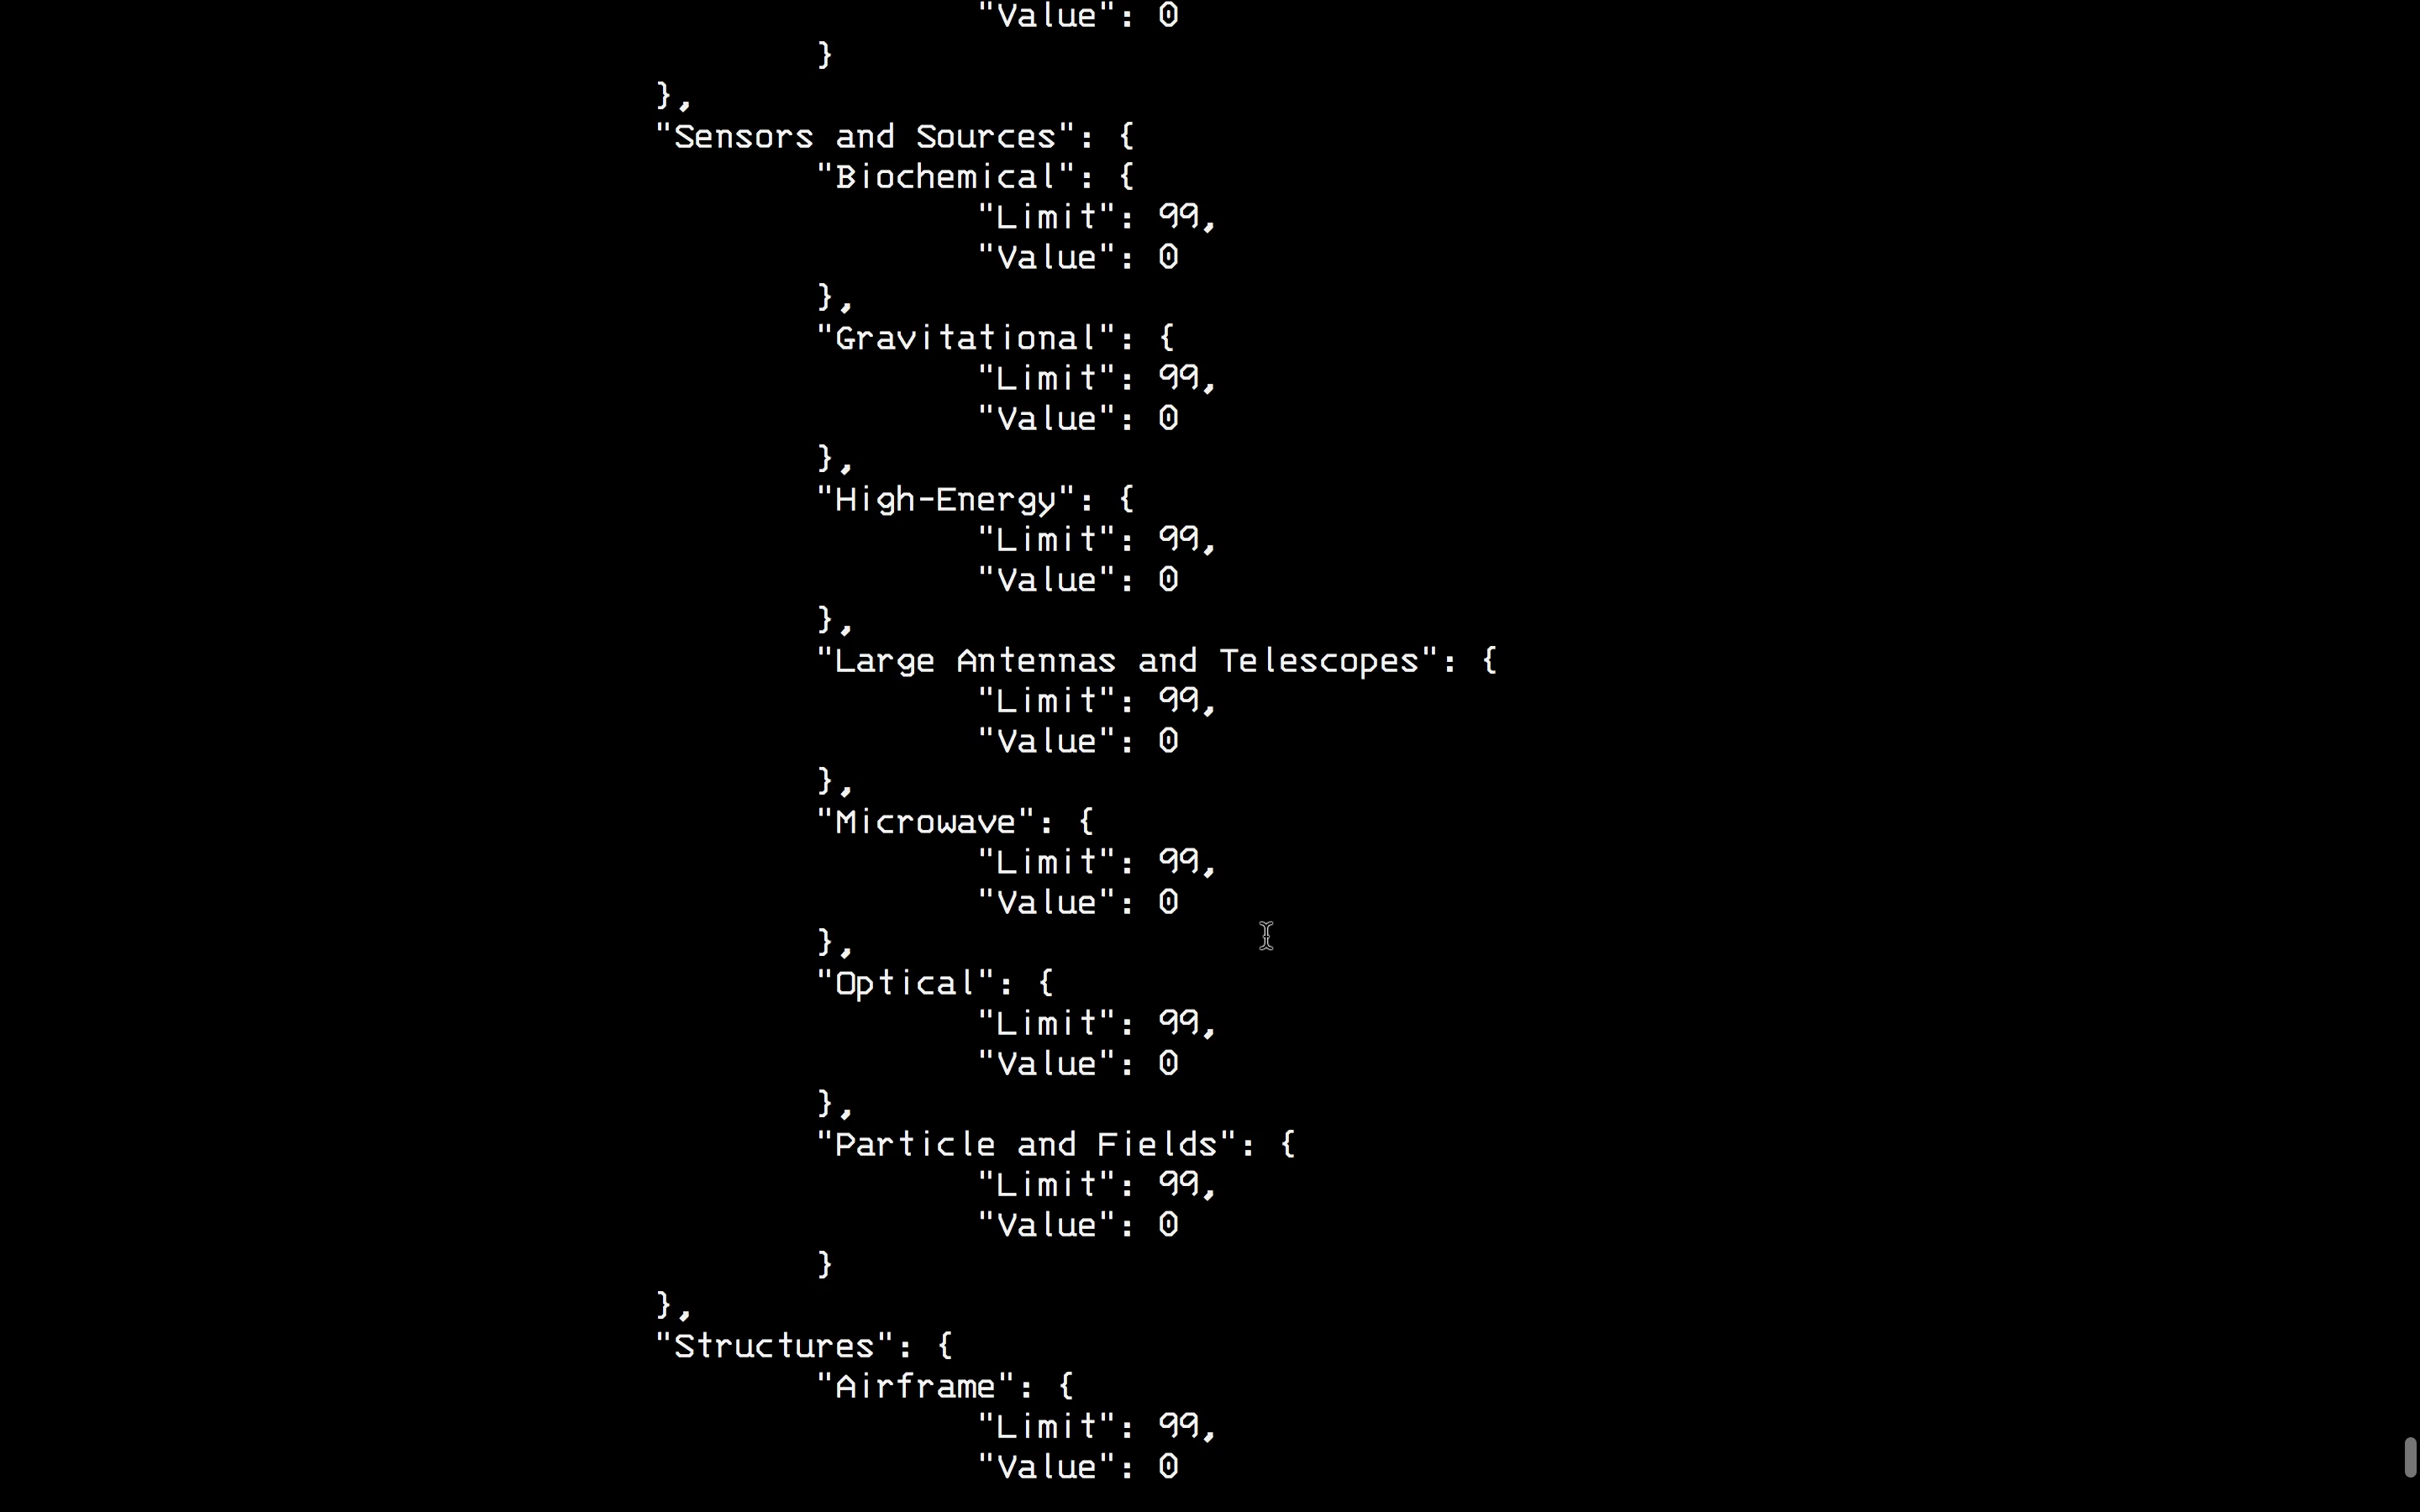 "Value": 0
}
},
"Sensors and Sources": {
"Biochemical": {
"Limit": 99,
"Value": 0
},
"Gravitational": {
"Limit": 99,
"Value": 0
},
"High-Energy": {
"Limit": 99,
"Value": 0
},
"Large Antennas and Telescopes": {
"Limit": 99,
"Value": 0
},
"Microwave": {
"Limit": 99,
"Value": 0
},
"Optical": {
"Limit": 99,
"Value": 0
},
"Particle and Fields": {
"Limit": 99,
"Value": 0
}
},
"Structures": {
"Airframe": {
"Limit": 99,
"Value": 0